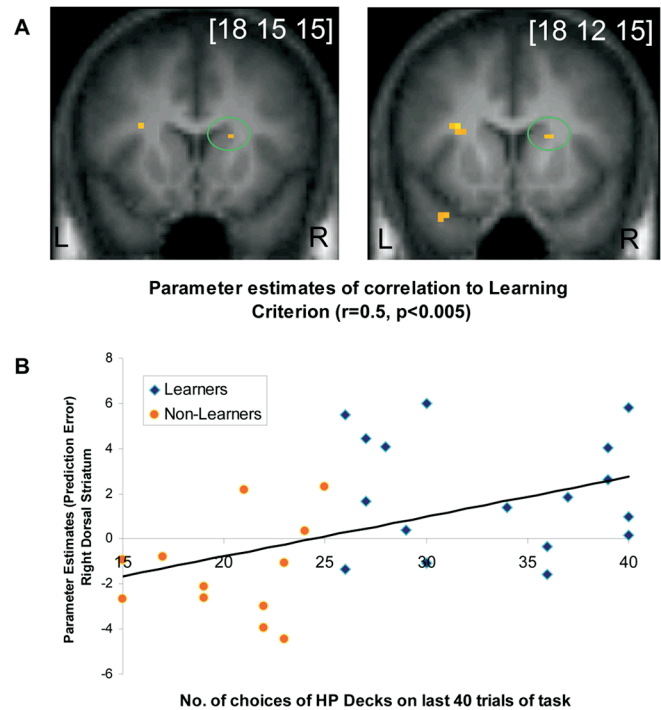 A
[18 15 15]
[18 12 15]
L
R
L
R
Parameter estimates of correlation to Learning
Criterion (r=0.5, p<0.005)
B
Parameter Estimates (Prediction Error)
Right Dorsal Striatum
8
6
4
2
0
-2
-4
-6
Learners
Non-Learners
15
20
25
30
35
40
No. of choices of HP Decks on last 40 trials of task